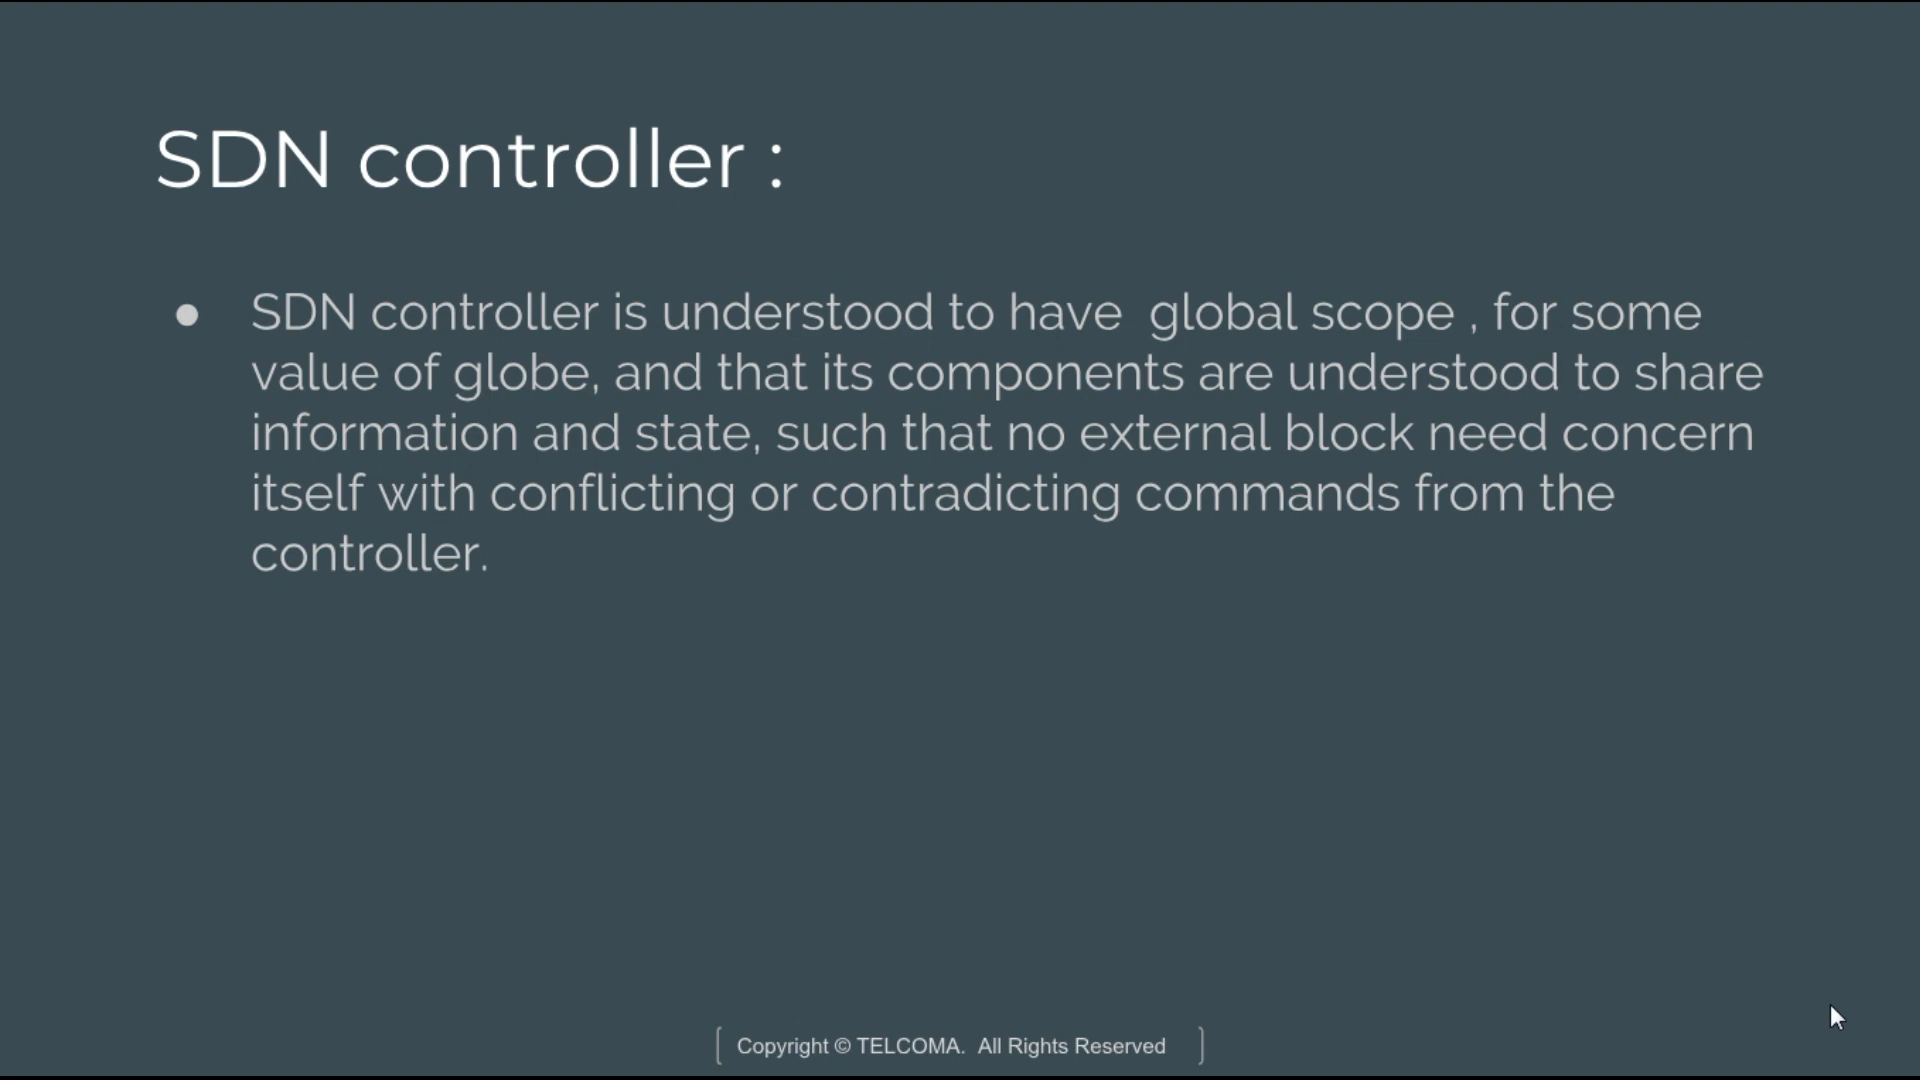 SDN controller :
● SDN controller is understood to have  global scope , for some
value of globe, and that its components are understood to share
information and state, such that no external block need concern
itself with conflicting or contradicting commands from the
controller.
Copyright © TELCOMA.  All Rights Reserved